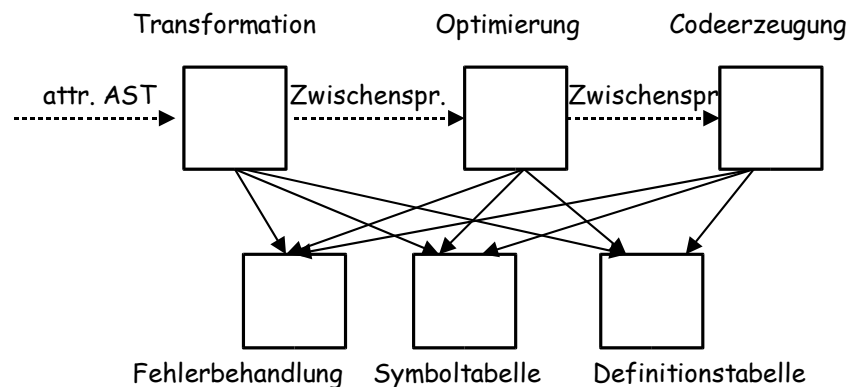 Transformation Optimierung Codeerzeugung
attr. AST Zwischenspr. Zwischenspr
Fehlerbehandlung Symboltabelle Definitionstabelle